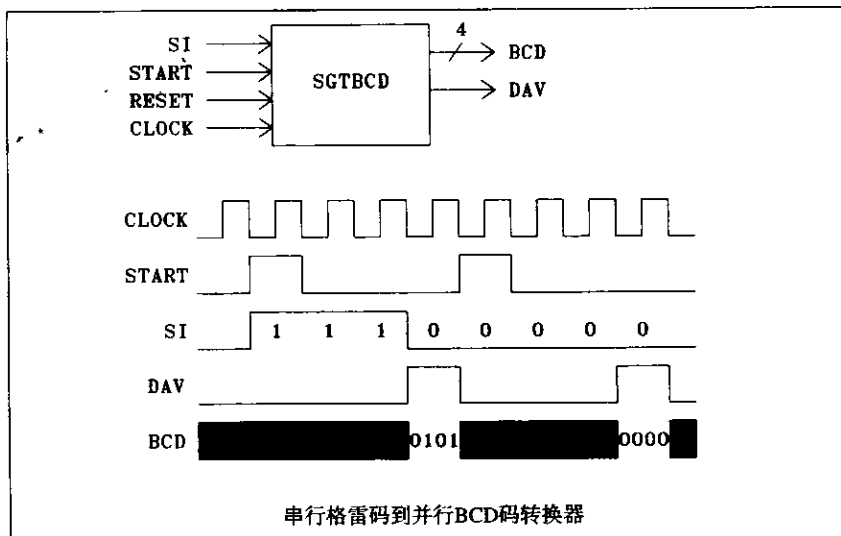 SI
START
RESET
CLOCK
SGTBCD
4
BCD
DAV
CLOCK
START
SI 1 1 1 0 0 0 0 0
DAV
BCD 0101 0000
串行格雷码到并行BCD码转换器